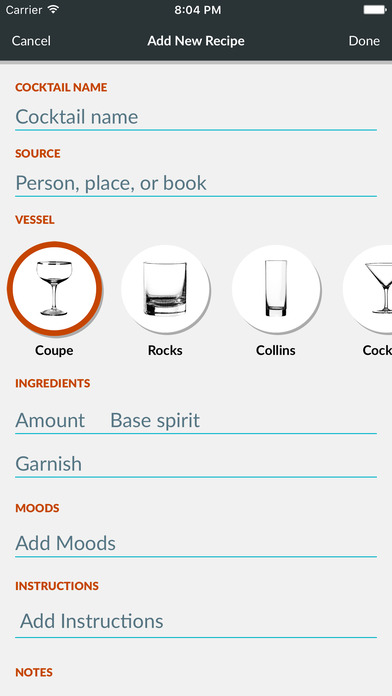 Carrier 8:04 PM
Cancel Add New Recipe Done
COCKTAIL NAME
Cocktail name
SOURCE
Person, place, or book
VESSEL
Coupe Rocks Collins Cock
INGREDIENTS
Amount Base spirit
Garnish
MOODS
Add Moods
INSTRUCTIONS
Add Instructions
NOTES